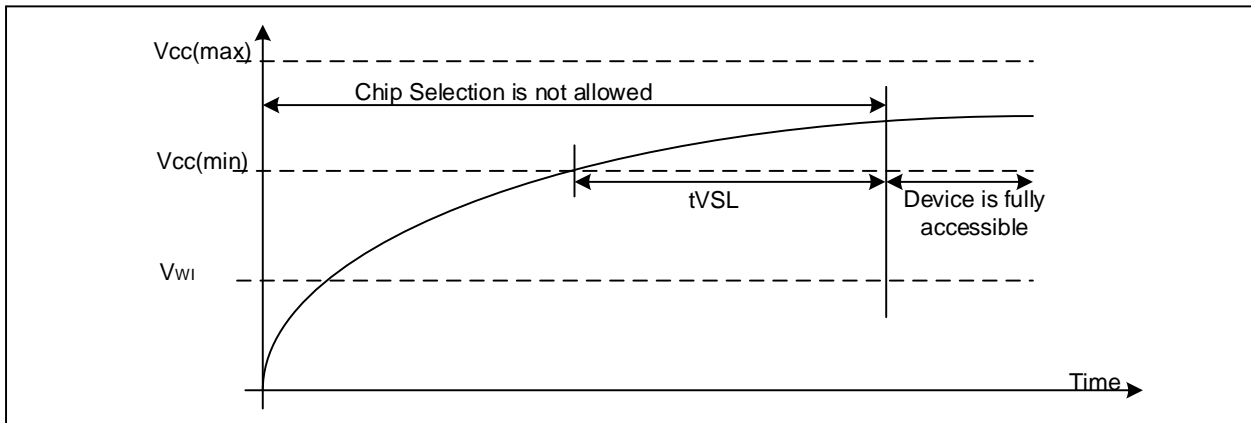 Vcc(max)
Chip Selection is not allowed
Vcc(min)
tVSL
Device is fully
accessible
VWI
Time